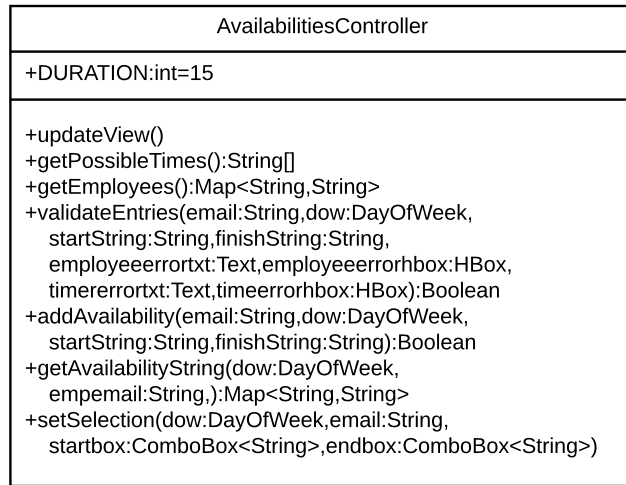 AvailabilitiesController
+DURATION:int=15
+updateView()
+getPossibleTimes():String[]
+getEmployees():Map<String,String>
+validateEntries(email:String,dow:DayOfWeek,
startString:String,finishString:String,
employeeerrortxt:Text,employeeerrorhbox:HBox,
timererrortxt:Text,timeerrorhbox:HBox):Boolean
+addAvailability(email:String,dow:DayOfWeek,
startString:String,finishString:String):Boolean
+getAvailabilityString(dow:DayOfWeek,
empemail:String,):Map<String,String>
+setSelection(dow:DayOfWeek,email:String,
startbox:ComboBox<String>,endbox:ComboBox<String>)